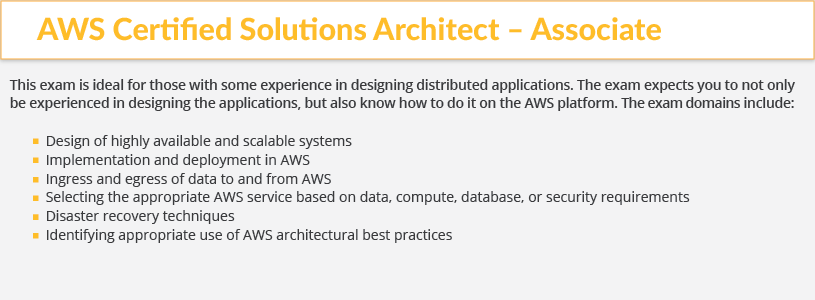 AWS Certified Solutions Architect – Associate
This exam is ideal for those with some experience in designing distributed applications. The exam expects you to not only
be experienced in designing the applications, but also know how to do it on the AWS platform. The exam domains include:
Design of highly available and scalable systems
Implementation and deployment in AWS
Ingress and egress of data to and from AWS
Selecting the appropriate AWS service based on data, compute, database, or security requirements
Disaster recovery techniques
Identifying appropriate use of AWS architectural best practices